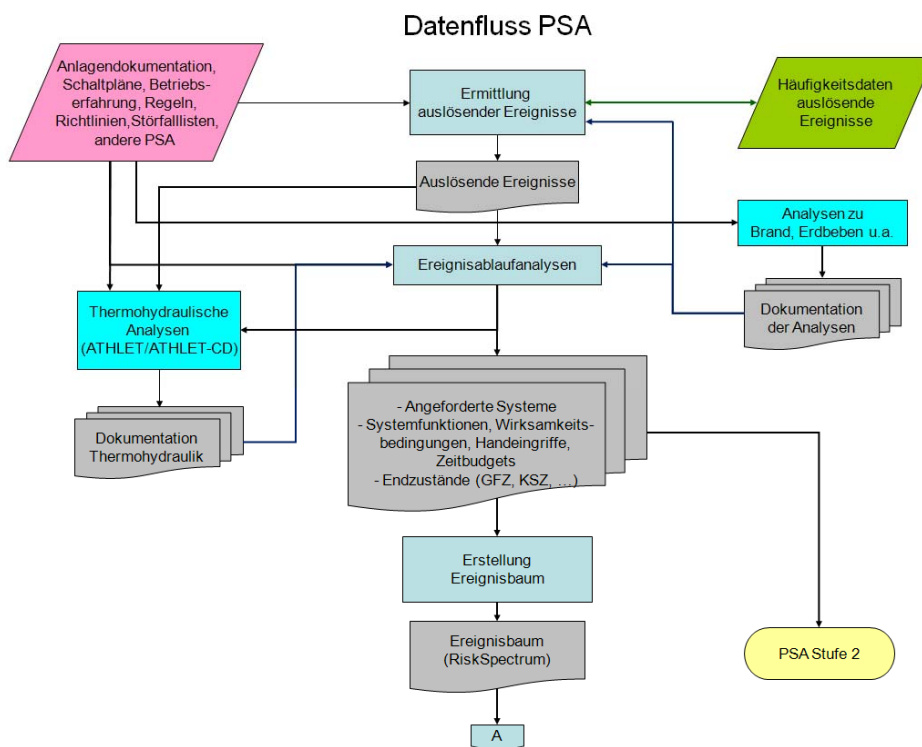 Datenfluss PSA
Anlagendokumentation,
Schaltpläne, Betriebs-
erfahrung, Regeln,
Richtlinien,Störfalllisten,
andere PSA
Ermittlung
auslösender Ereignisse
Häufigkeitsdaten
auslösende
Ereignisse
Auslösende Ereignisse
Analysen zu
Brand, Erdbeben u.a.
Ereignisablaufanalysen
Thermohydraulische
Analysen
(ATHLET/ATHLET-CD)
Dokumentation
der Analysen
- Angeforderte Systeme
- Systemfunktionen, Wirksamkeits-
bedingungen, Handeingriffe,
Zeitbudgets
- Endzustände (GFZ, KSZ, ...)
Dokumentation
Thermohydraulik
Erstellung
Ereignisbaum
Ereignisbaum
(RiskSpectrum)
PSA Stufe 2
A